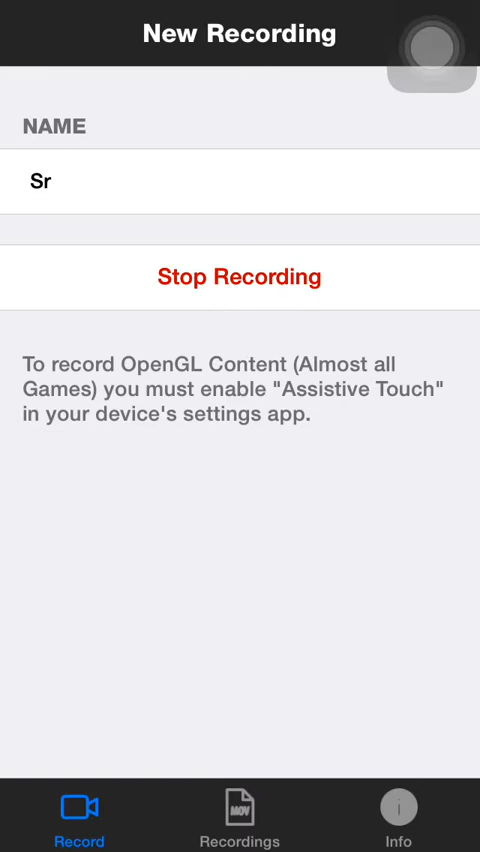 New Recording
NAME
Sr
Stop Recording
To record OpenGL Content (Almost all
Games) you must enable "Assistive Touch"
in your device's settings app.
MOV
Record
Recordings
Info